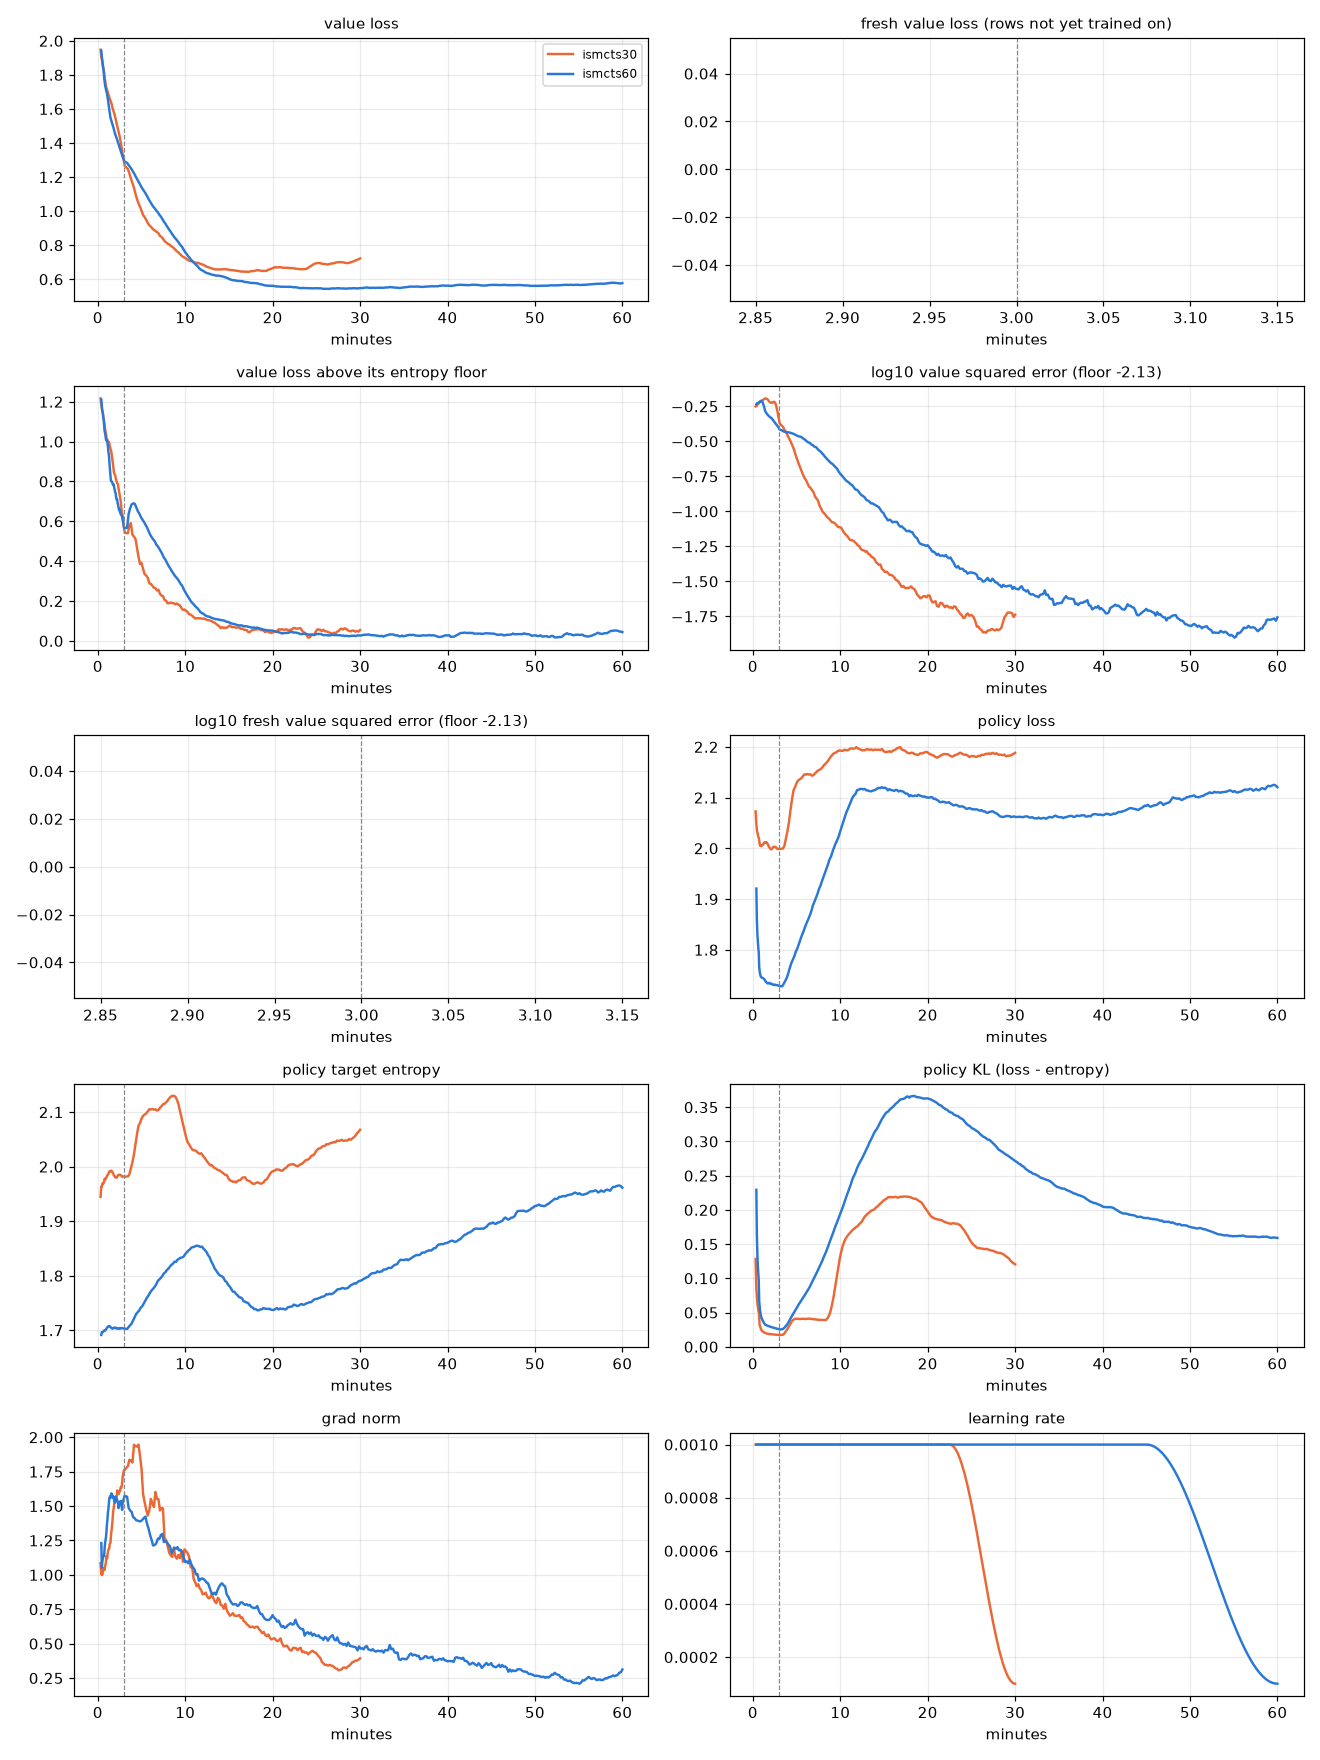 value loss
2.0
1.8
1.6
1.4
1.2
1.0
0.8
0.6
ismcts30
ismcts60
0 10 20 30 40 50 60
minutes
fresh value loss (rows not yet trained on)
0.04
0.02
0.00
−0.02
−0.04
2.85 2.90 2.95 3.00 3.05 3.10 3.15
minutes
value loss above its entropy floor
1.2
1.0
0.8
0.6
0.4
0.2
0.0
0 10 20 30 40 50 60
minutes
log10 value squared error (floor -2.13)
−0.25
−0.50
−0.75
−1.00
−1.25
−1.50
−1.75
0 10 20 30 40 50 60
minutes
log10 fresh value squared error (floor -2.13)
0.04
0.02
0.00
−0.02
−0.04
2.85 2.90 2.95 3.00 3.05 3.10 3.15
minutes
policy loss
2.2
2.1
2.0
1.9
1.8
0 10 20 30 40 50 60
minutes
policy target entropy
2.1
2.0
1.9
1.8
1.7
0 10 20 30 40 50 60
minutes
policy KL (loss - entropy)
0.35
0.30
0.25
0.20
0.15
0.10
0.05
0.00
0 10 20 30 40 50 60
minutes
grad norm
2.00
1.75
1.50
1.25
1.00
0.75
0.50
0.25
0 10 20 30 40 50 60
minutes
learning rate
0.0010
0.0008
0.0006
0.0004
0.0002
0 10 20 30 40 50 60
minutes